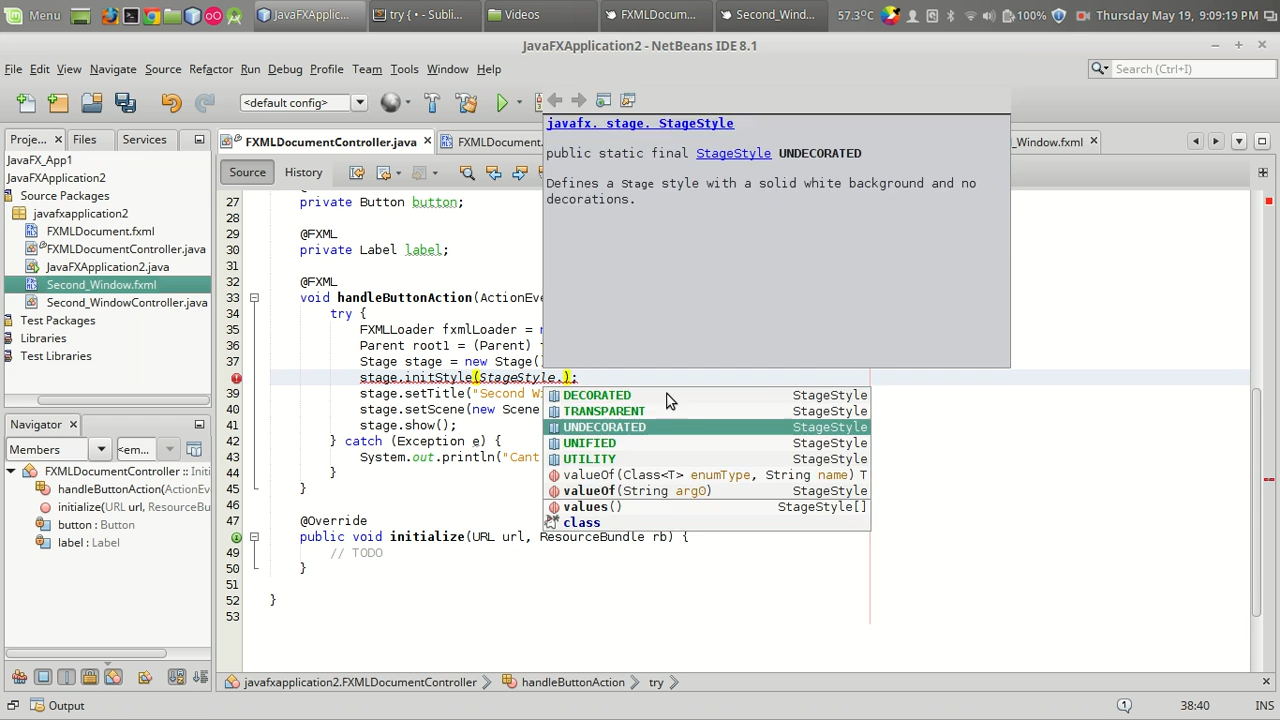 Menu
JavaFXApplic...
try { • - Subli...
Videos
FXMLDocum...
Second_Wind...
57.3°C
100%
Thursday May 19, 9:09:19 PM
JavaFXApplication2 - NetBeans IDE 8.1
File Edit View Navigate Source Refactor Run Debug Profile Team Tools Window Help
Search (Ctrl+I)
<default config>
Proje... Files Services
FXMLDocumentController.java
FXMLDocument.
_Window.fxml
Source History
JavaFX_App1
JavaFXApplication2
Source Packages
javafxapplication2
FXMLDocument.fxml
FXMLDocumentController.java
JavaFXApplication2.java
Second_Window.fxml
Second_WindowController.java
Test Packages
Libraries
Test Libraries
Navigator
Members
<em...
FXMLDocumentController :: Initi
handleButtonAction(ActionEv
initialize(URL url, ResourceBu
button : Button
label : Label
27 private Button button;
28
29 @FXML
30 private Label label;
31
32 @FXML
33 void handleButtonAction(ActionEve
34 try {
35 FXMLLoader fxmlLoader = n
36 Parent root1 = (Parent) f
37 Stage stage = new Stage()
stage.initStyle(StageStyle.);
39 stage.setTitle("Second Wi
40 stage.setScene(new Scene
41 stage.show();
42 } catch (Exception e) {
43 System.out.println("Cant
44 }
45 }
46
47 @Override
public void initialize(URL url, ResourceBundle rb) {
49 // TODO
50 }
51
52 }
53
javafx. stage. StageStyle
public static final StageStyle UNDECORATED
Defines a Stage style with a solid white background and no
decorations.
DECORATED StageStyle
TRANSPARENT StageStyle
UNDECORATED StageStyle
UNIFIED StageStyle
UTILITY StageStyle
valueOf(Class<T> enumType, String name) T
valueOf(String arg0) StageStyle
values() StageStyle[]
class
javafxapplication2.FXMLDocumentController
handleButtonAction
try
Output
1
38:40
INS